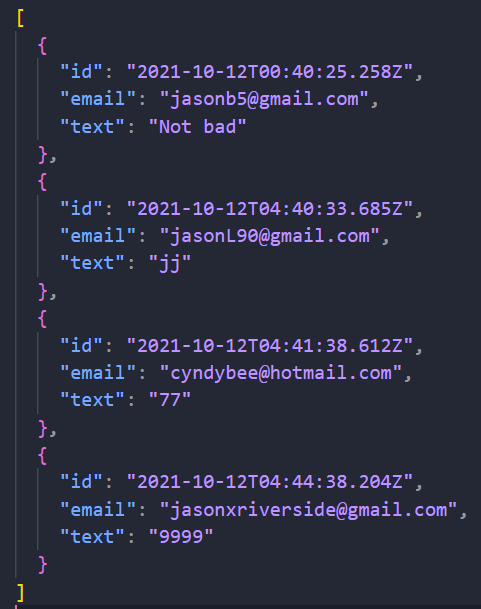 [
  {
    "id": "2021-10-12T00:40:25.258Z",
    "email": "jasonb5@gmail.com",
    "text": "Not bad"
  },
  {
    "id": "2021-10-12T04:40:33.685Z",
    "email": "jasonL90@gmail.com",
    "text": "jj"
  },
  {
    "id": "2021-10-12T04:41:38.612Z",
    "email": "cyndybee@hotmail.com",
    "text": "77"
  },
  {
    "id": "2021-10-12T04:44:38.204Z",
    "email": "jasonxriverside@gmail.com",
    "text": "9999"
  }
]